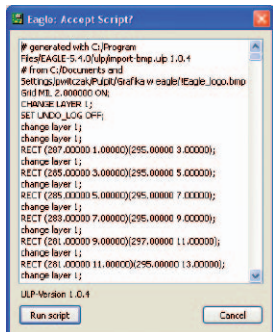 Eagle: Accept Script?
# generated with C:/Program
Files/EAGLE-5.4.0/ulp/import-bmp.ulp 1.0.4
# from C:/Documents and
Settings/pwitczak/Pulpit/Grafika w eagle/!Eagle_logo.bmp
Grid MIL 2.000000 ON;
CHANGE LAYER 1;
SET UNDO_LOG OFF;
change layer 1;
RECT (287.00000 1.00000)(295.00000 3.00000);
change layer 1;
RECT (285.00000 3.00000)(295.00000 5.00000);
change layer 1;
RECT (285.00000 5.00000)(295.00000 7.00000);
change layer 1;
RECT (283.00000 7.00000)(295.00000 9.00000);
change layer 1;
RECT (281.00000 9.00000)(297.00000 11.00000);
change layer 1;
RECT (281.00000 11.00000)(295.00000 13.00000);
change layer 1;
ULP-Version 1.0.4
Run script
Cancel